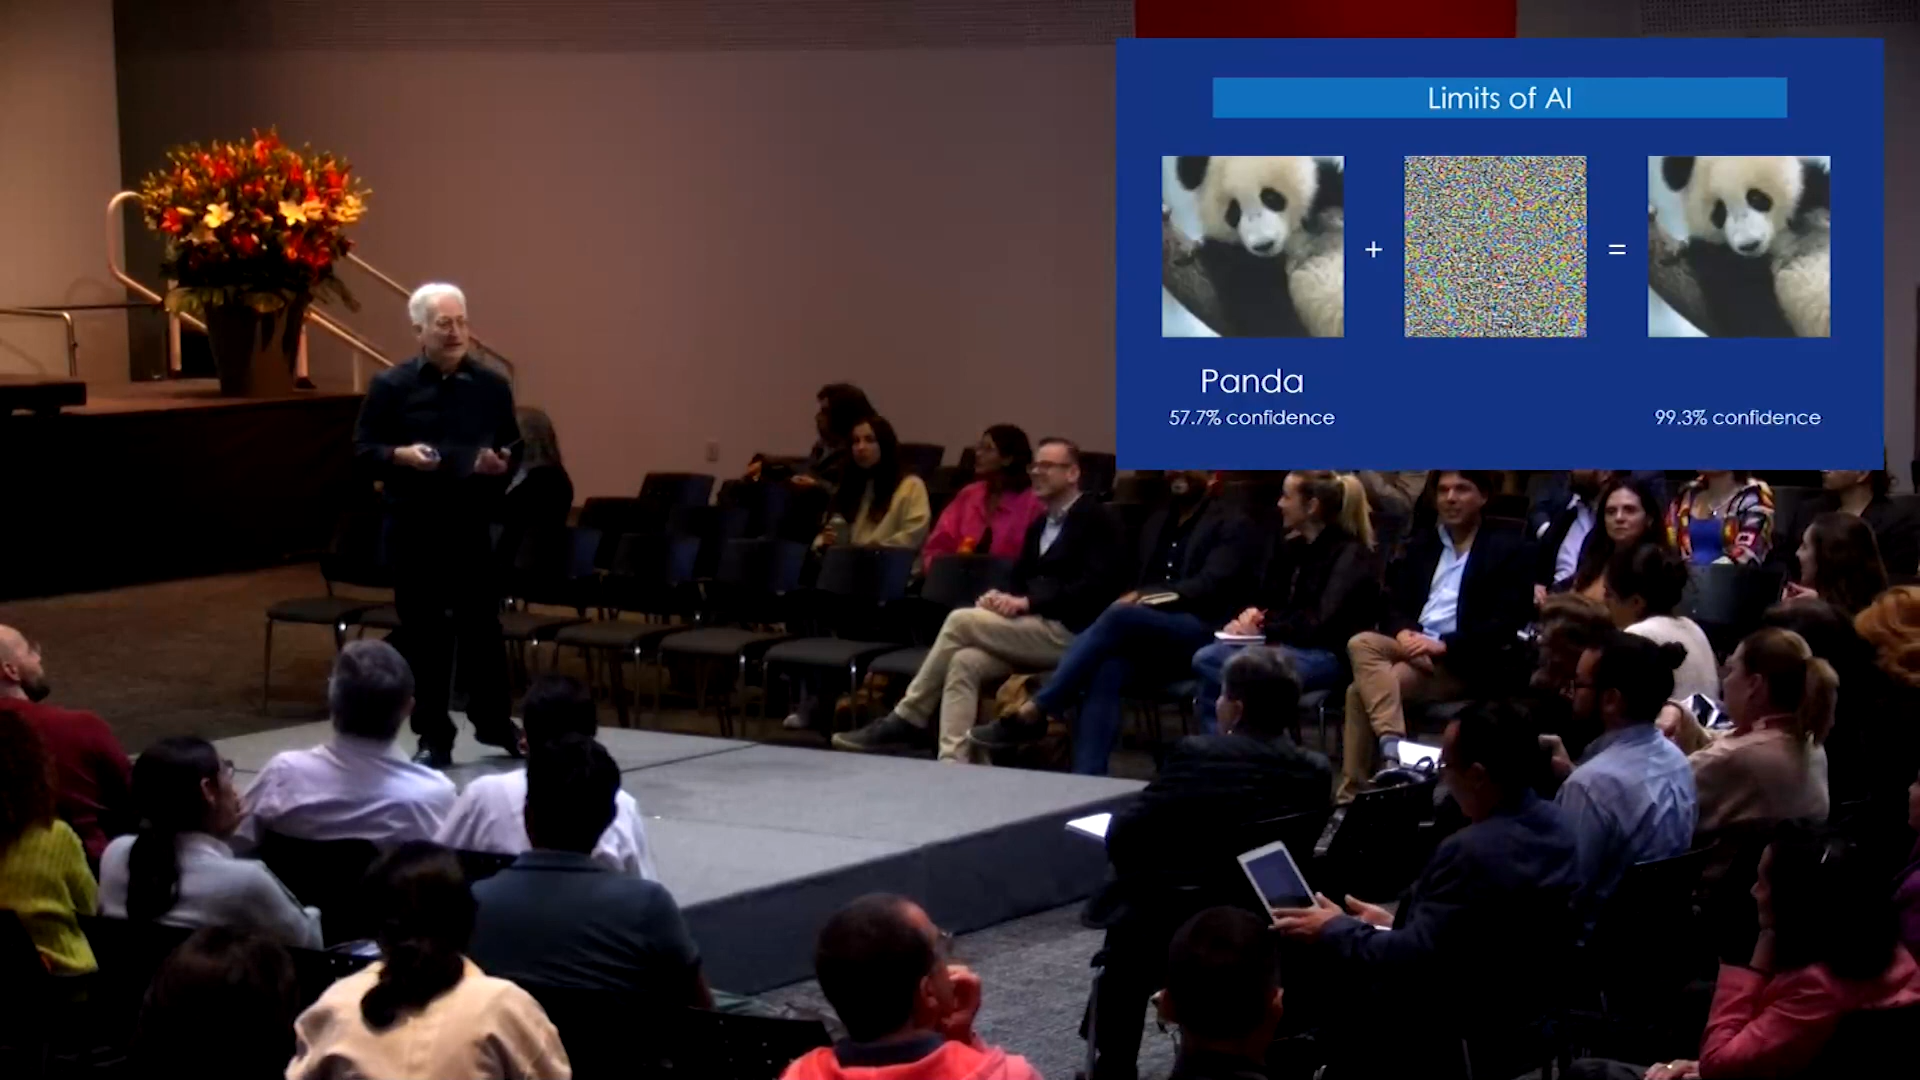 Limits of AI
+ =
Panda
57.7% confidence 99.3% confidence